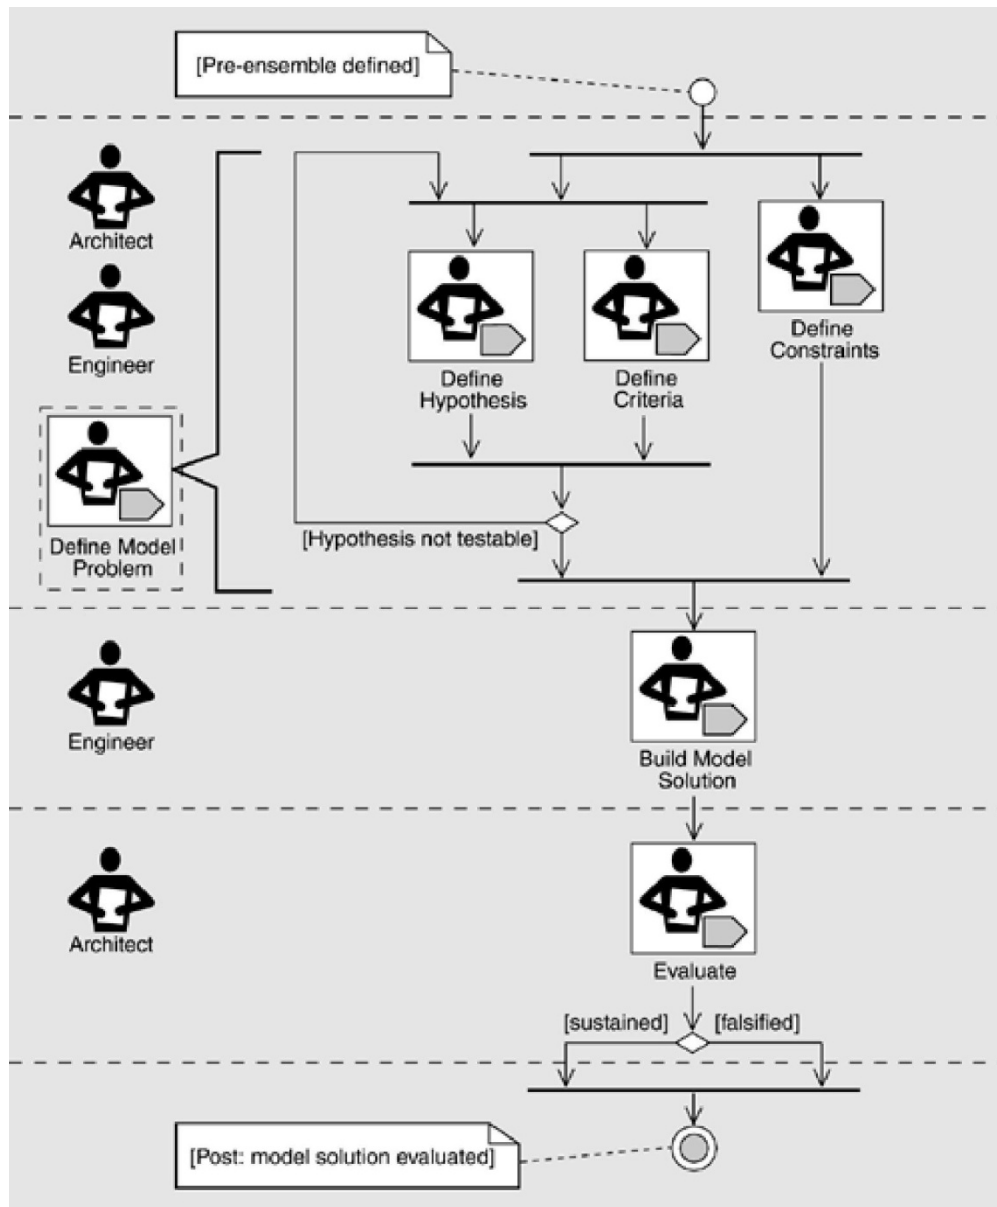 [Pre-ensemble defined]
Architect
Engineer
Define Model
Problem
Define
Hypothesis
Define
Criteria
Define
Constraints
[Hypothesis not testable]
Engineer
Build Model
Solution
Architect
Evaluate
[sustained]
[falsified]
[Post: model solution evaluated]